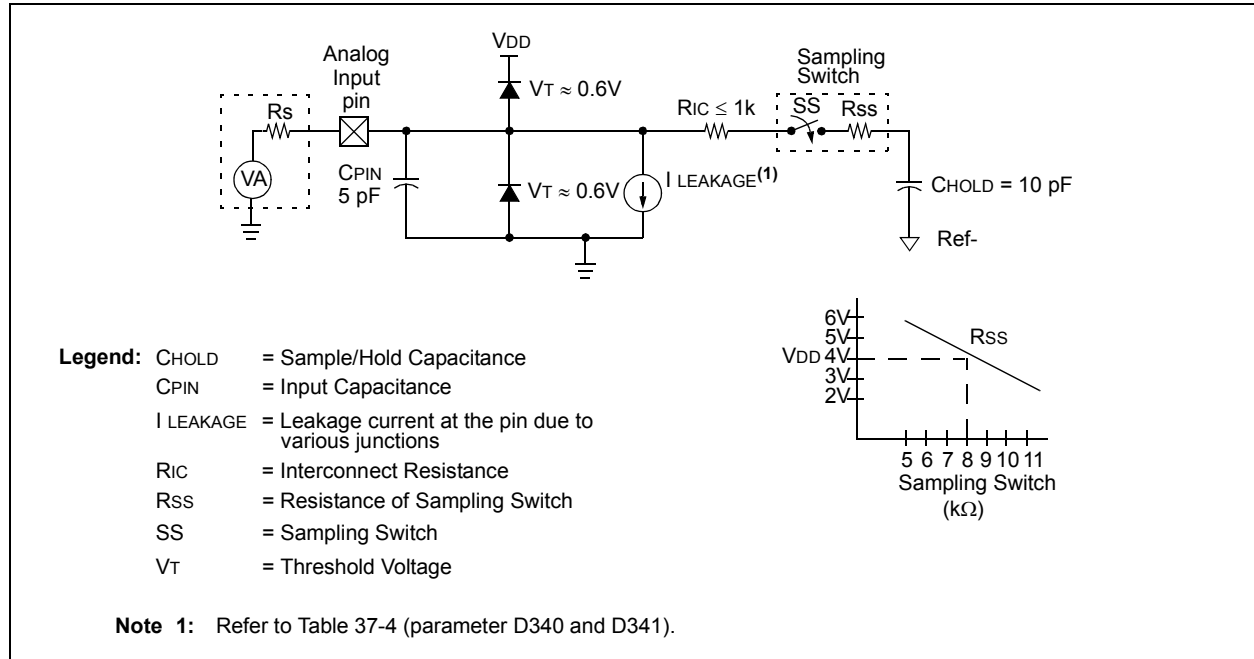 VDD
Analog
Input
pin
Sampling
Switch
VT ≈ 0.6V
RIC ≤ 1k
SS
RSS
Rs
VA
CPIN
5 pF
VT ≈ 0.6V
I LEAKAGE(1)
CHOLD = 10 pF
Ref-
6V
5V
VDD 4V
3V
2V
RSS
5 6 7 8 9 10 11
Sampling Switch
(kΩ)
Legend: CHOLD = Sample/Hold Capacitance
CPIN = Input Capacitance
I LEAKAGE = Leakage current at the pin due to
various junctions
RIC = Interconnect Resistance
RSS = Resistance of Sampling Switch
SS = Sampling Switch
VT = Threshold Voltage
Note 1: Refer to Table 37-4 (parameter D340 and D341).